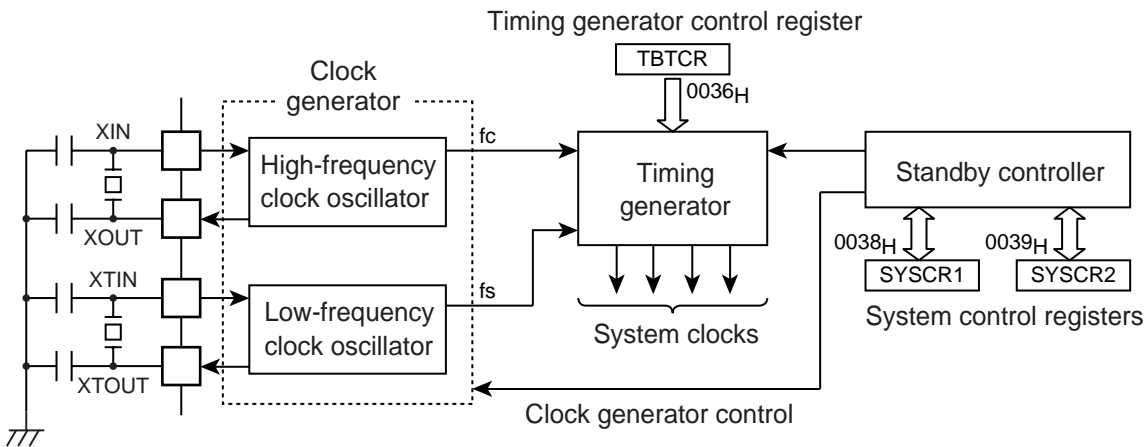 Timing generator control register
TBTCR
0036H
Clock
generator
XIN
High-frequency
clock oscillator
fc
Timing
generator
Standby controller
XOUT
0038H
0039H
XTIN
SYSCR1
SYSCR2
Low-frequency
clock oscillator
fs
System clocks
System control registers
XTOUT
Clock generator control